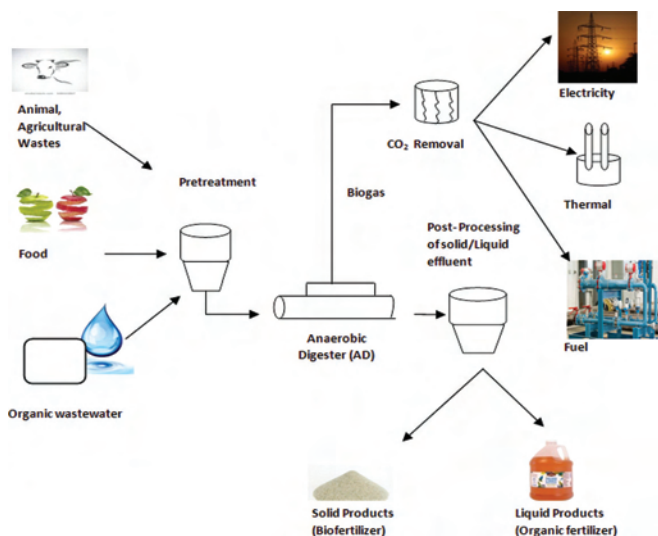 Animal,
Agricultural
Wastes
Pretreatment
Food
Organic wastewater
Biogas
CO₂ Removal
Anaerobic
Digester (AD)
Post- Processing
of solid/Liquid
effluent
Electricity
Thermal
Fuel
Solid Products
(Biofertilizer)
Liquid Products
(Organic fertilizer)